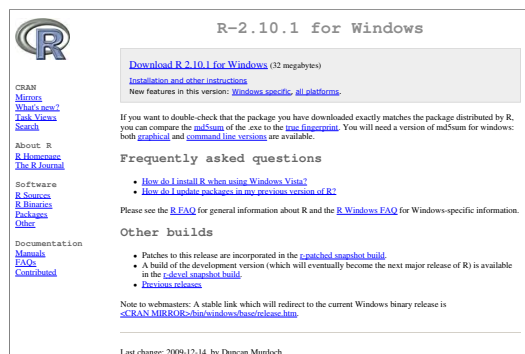 R-2.10.1 for Windows
R
CRAN
Mirrors
What's new?
Task Views
Search
About R
R Homepage
The R Journal
Software
R Sources
R Binaries
Packages
Other
Documentation
Manuals
FAQs
Contributed
Download R 2.10.1 for Windows (32 megabytes)
Installation and other instructions
New features in this version: Windows specific, all platforms.
If you want to double-check that the package you have downloaded exactly matches the package distributed by R,
you can compare the md5sum of the .exe to the true fingerprint. You will need a version of md5sum for windows:
both graphical and command line versions are available.
Frequently asked questions
• How do I install R when using Windows Vista?
• How do I update packages in my previous version of R?
Please see the R FAQ for general information about R and the R Windows FAQ for Windows-specific information.
Other builds
• Patches to this release are incorporated in the r-patched snapshot build.
• A build of the development version (which will eventually become the next major release of R) is available
in the r-devel snapshot build.
• Previous releases
Note to webmasters: A stable link which will redirect to the current Windows binary release is
<CRAN MIRROR>/bin/windows/base/release.htm.
Last change: 2009-12-14, by Duncan Murdoch